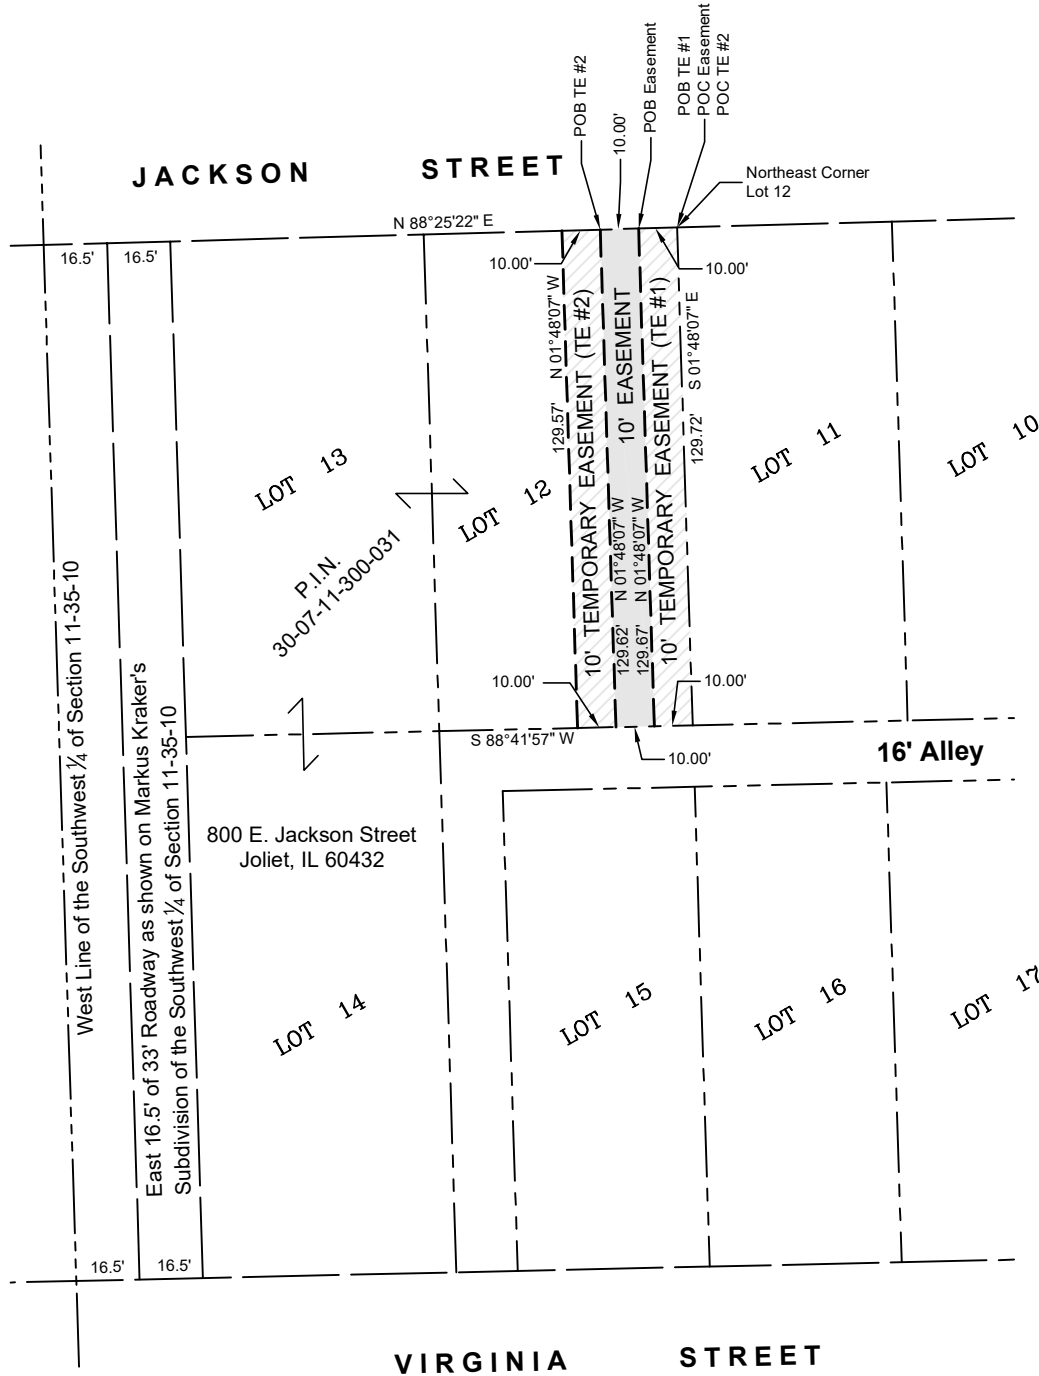 POB TE #2
10.00'
POB Easement
POB TE #1
POC Easement
POC TE #2
JACKSON STREET
Northeast Corner
Lot 12
N 88°25'22" E
16.5'
16.5'
10.00'
10.00'
N 01°48'07" W
129.57'
10' TEMPORARY EASEMENT (TE #2)
10' EASEMENT
N 01°48'07" W
129.62'
N 01°48'07" W
129.67'
10' TEMPORARY EASEMENT (TE #1)
S 01°48'07" E
129.72'
LOT 13
LOT 12
LOT 11
LOT 10
P.I.N.
30-07-11-300-031
10.00'
10.00'
S 88°41'57" W
10.00'
16' Alley
West Line of the Southwest ¼ of Section 11-35-10
East 16.5' of 33' Roadway as shown on Markus Kraker's
Subdivision of the Southwest ¼ of Section 11-35-10
800 E. Jackson Street
Joliet, IL 60432
LOT 14
LOT 15
LOT 16
LOT 17
16.5'
16.5'
VIRGINIA STREET